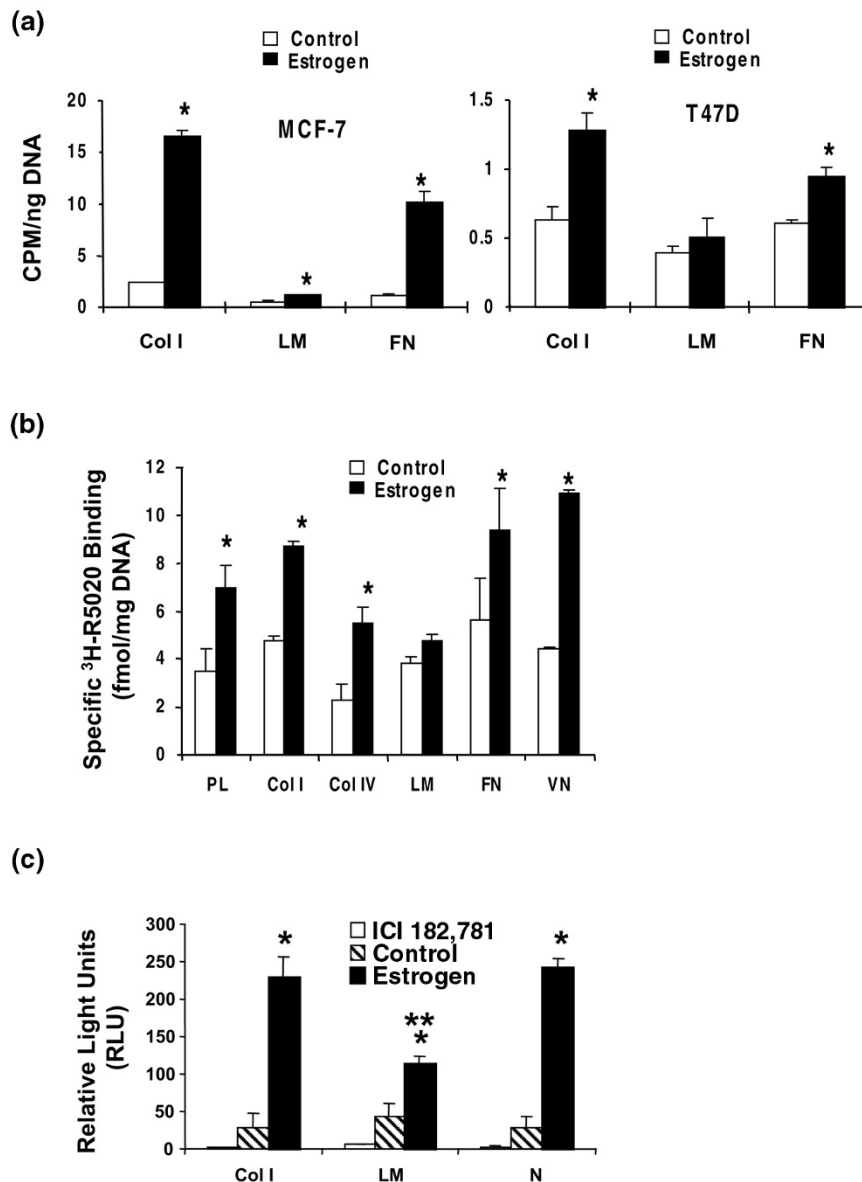 (a)
Control
Estrogen
Control
Estrogen
MCF-7
T47D
CPM/ng DNA
20
15
10
5
0
*
*
*
Col I
LM
FN
1.5
1
0.5
0
*
*
Col I
LM
FN
(b)
Control
Estrogen
Specific ³H-R5020 Binding
(fmol/mg DNA)
12
10
8
6
4
2
0
*
*
*
*
*
PL
Col I
Col IV
LM
FN
VN
(c)
ICI 182,781
Control
Estrogen
Relative Light Units
(RLU)
300
250
200
150
100
50
0
*
**
*
*
Col I
LM
N